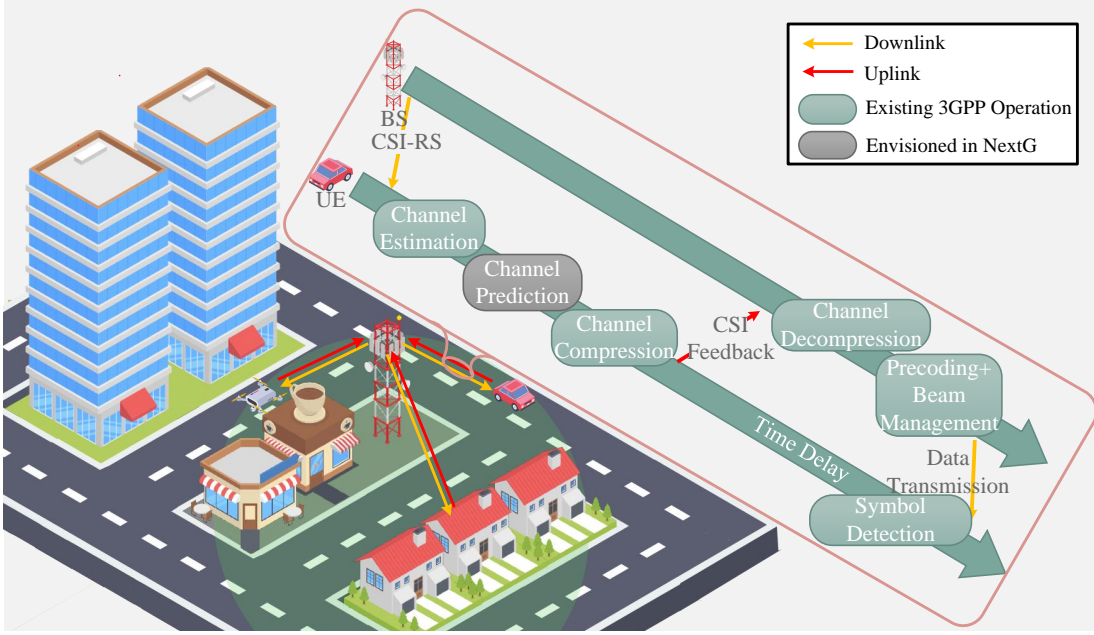 Downlink
Uplink
Existing 3GPP Operation
Envisioned in NextG
BS
CSI-RS
UE
Channel
Estimation
Channel
Prediction
Channel
Compression
CSI
Feedback
Channel
Decompression
Precoding+
Beam
Management
Time Delay
Data
Transmission
Symbol
Detection